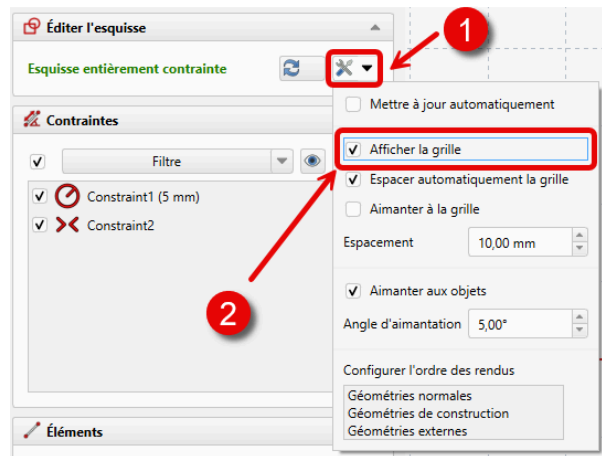 Éditer l'esquisse
1
Esquisse entièrement contrainte
Mettre à jour automatiquement
Contraintes
Afficher la grille
Filtre
Espacer automatiquement la grille
Constraint1 (5 mm)
Aimanter à la grille
Constraint2
Espacement 10,00 mm
Aimanter aux objets
2
Angle d'aimantation 5,00°
Configurer l'ordre des rendus
Géométries normales
Géométries de construction
Géométries externes
Éléments